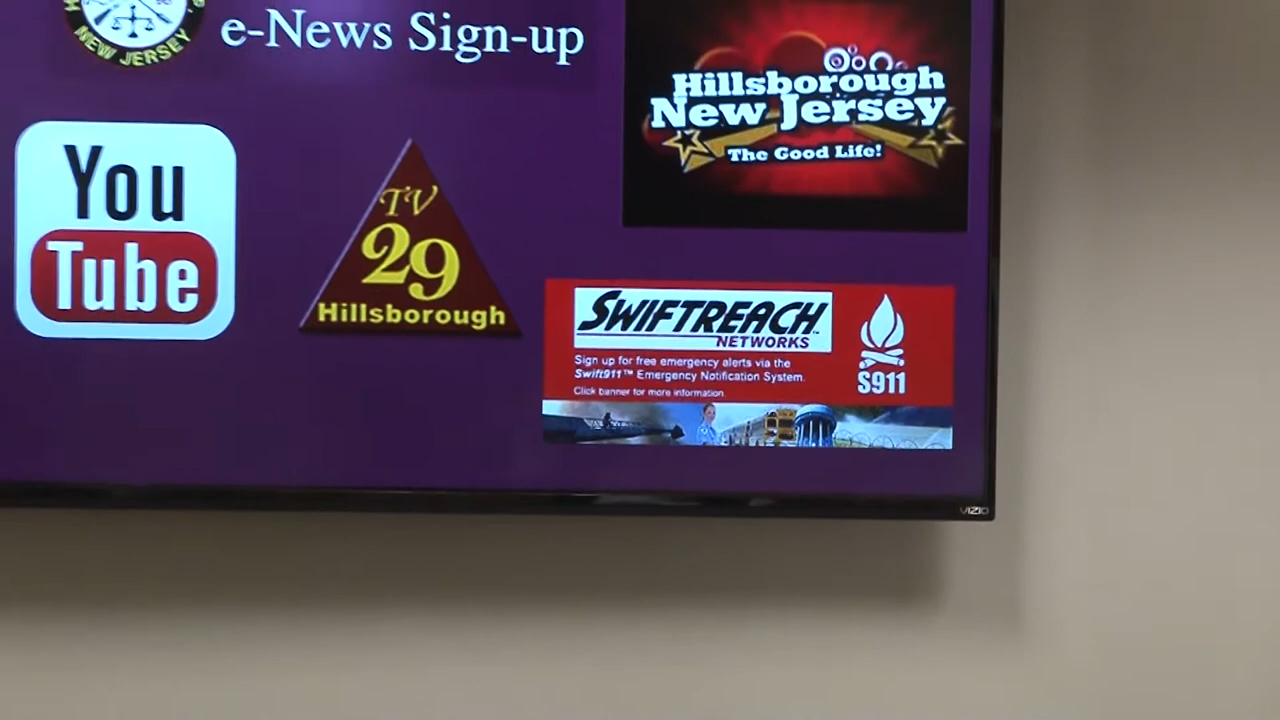 NEW JERSEY
e-News Sign-up
Hillsborough
New Jersey
The Good Life!
You
Tube
TV
29
Hillsborough
SWIFTREACH™
NETWORKS
Sign up for free emergency alerts via the
Swift911™ Emergency Notification System.
Click banner for more information.
S911
VIZIO